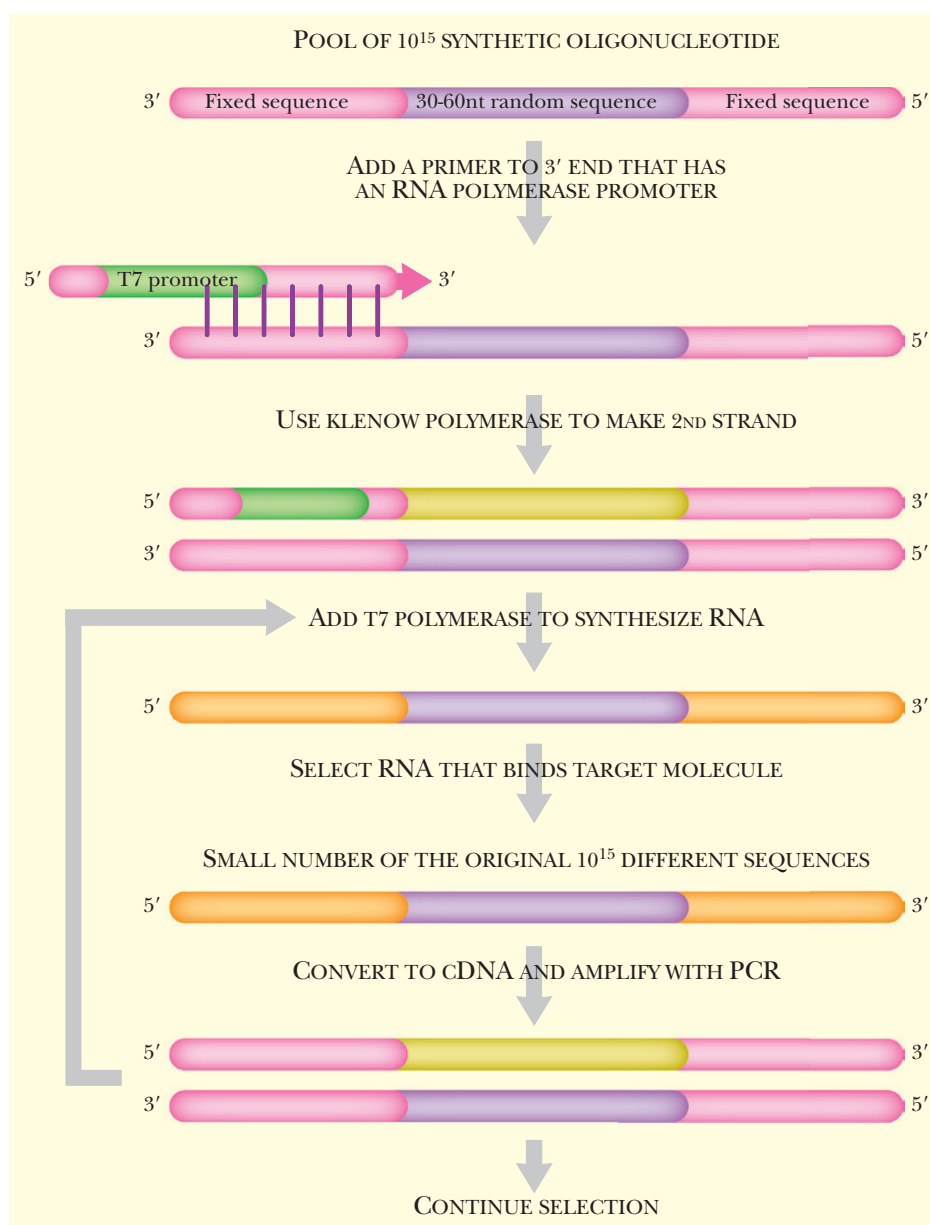 POOL OF 10¹⁵ SYNTHETIC OLIGONUCLEOTIDE
3′ Fixed sequence 30-60nt random sequence Fixed sequence 5′
ADD A PRIMER TO 3′ END THAT HAS
AN RNA POLYMERASE PROMOTER
5′ T7 promoter 3′
3′ 5′
USE KLENOW POLYMERASE TO MAKE 2ND STRAND
5′ 3′
3′ 5′
ADD T7 POLYMERASE TO SYNTHESIZE RNA
5′ 3′
SELECT RNA THAT BINDS TARGET MOLECULE
SMALL NUMBER OF THE ORIGINAL 10¹⁵ DIFFERENT SEQUENCES
5′ 3′
CONVERT TO CDNA AND AMPLIFY WITH PCR
5′ 3′
3′ 5′
CONTINUE SELECTION